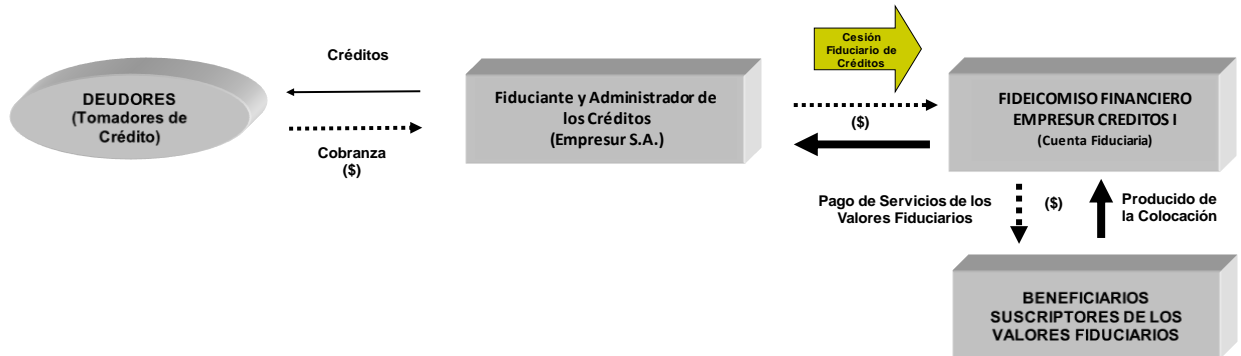 Créditos
DEUDORES
(Tomadores de
Crédito)
Cobranza
($)
Fiduciante y Administrador de
los Créditos
(Empresur S.A.)
Cesión
Fiduciario de
Créditos
($)
FIDEICOMISO FINANCIERO
EMPRESUR CREDITOS I
(Cuenta Fiduciaria)
Pago de Servicios de los
Valores Fiduciarios
($)
Producido de
la Colocación
BENEFICIARIOS
SUSCRIPTORES DE LOS
VALORES FIDUCIARIOS